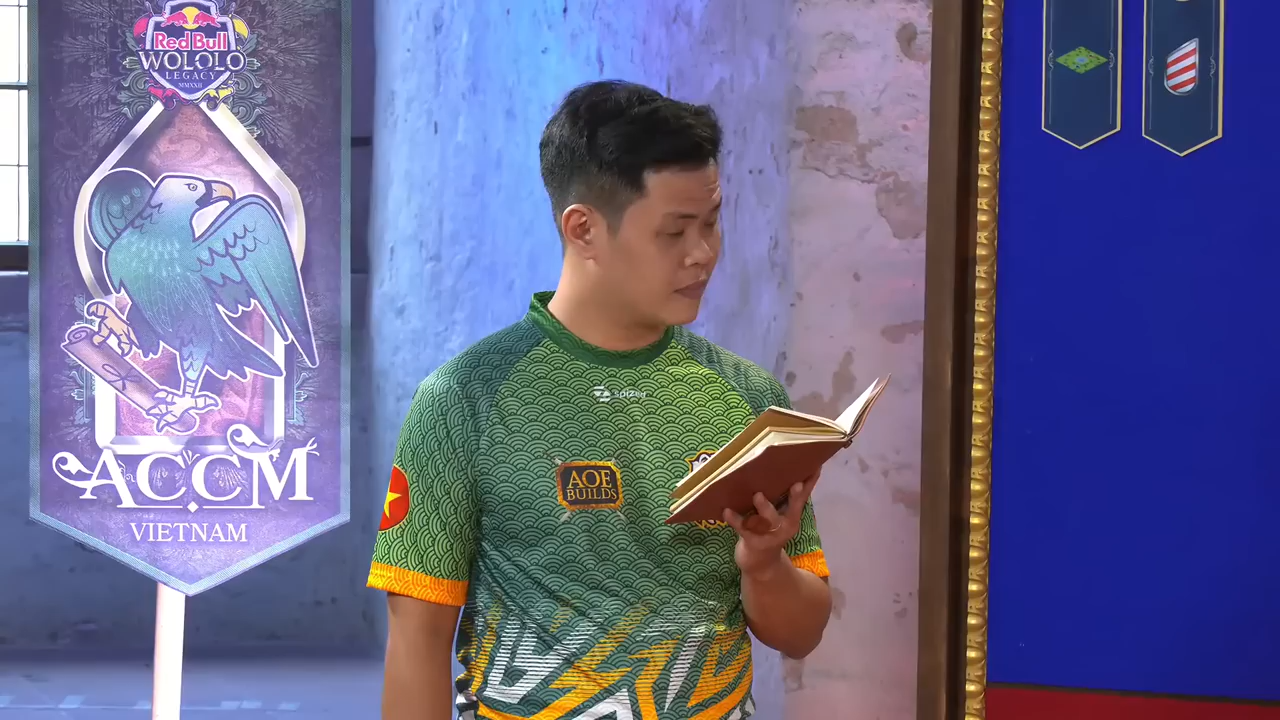 Red Bull
WOLOLO
LEGACY
MMXXII
ACCM
VIETNAM
AOE
BUILDS